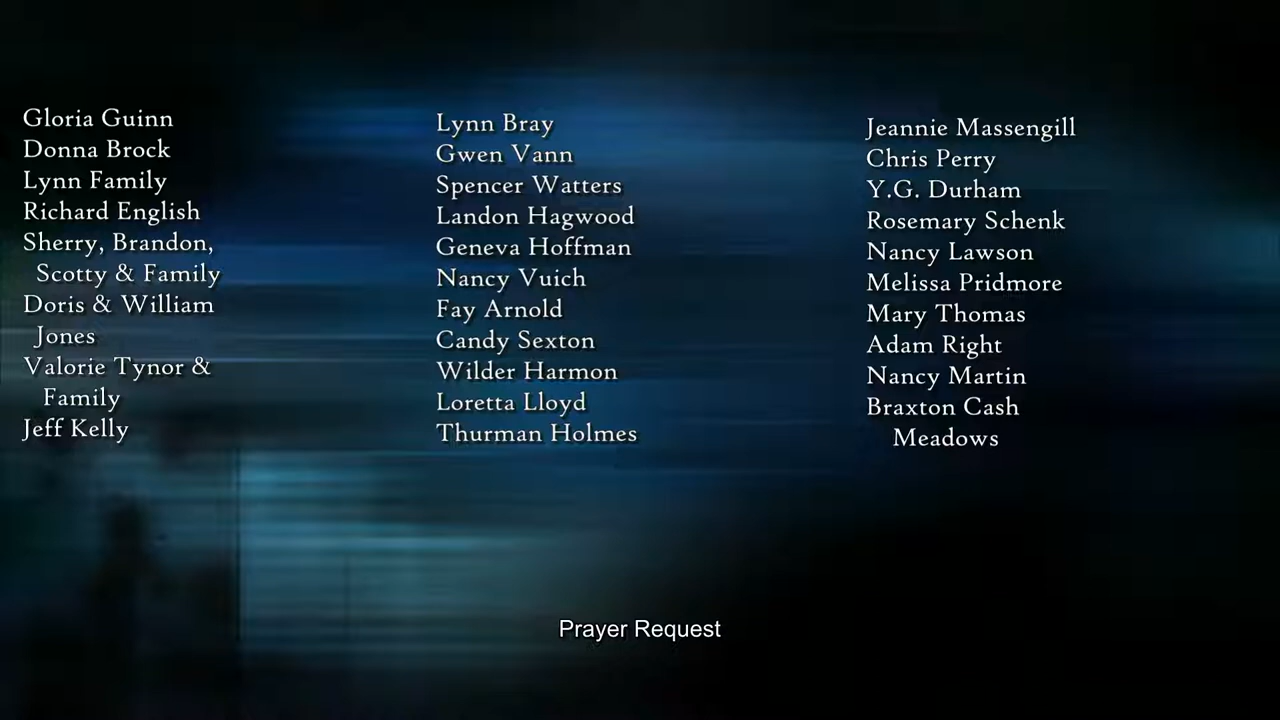 Gloria Guinn
Donna Brock
Lynn Family
Richard English
Sherry, Brandon,
Scotty & Family
Doris & William
Jones
Valorie Tynor &
Family
Jeff Kelly
Lynn Bray
Gwen Vann
Spencer Watters
Landon Hagwood
Geneva Hoffman
Nancy Vuich
Fay Arnold
Candy Sexton
Wilder Harmon
Loretta Lloyd
Thurman Holmes
Jeannie Massengill
Chris Perry
Y.G. Durham
Rosemary Schenk
Nancy Lawson
Melissa Pridmore
Mary Thomas
Adam Right
Nancy Martin
Braxton Cash
Meadows
Prayer Request